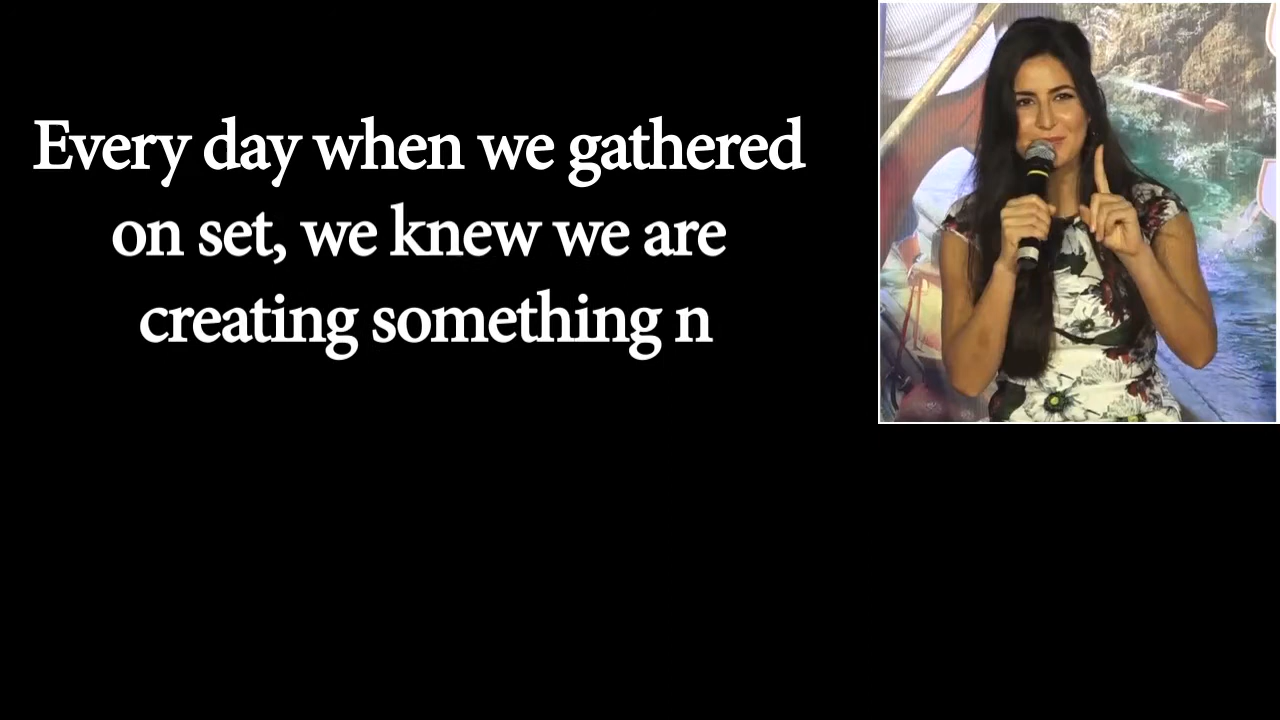 Every day when we gathered
on set, we knew we are
creating something n